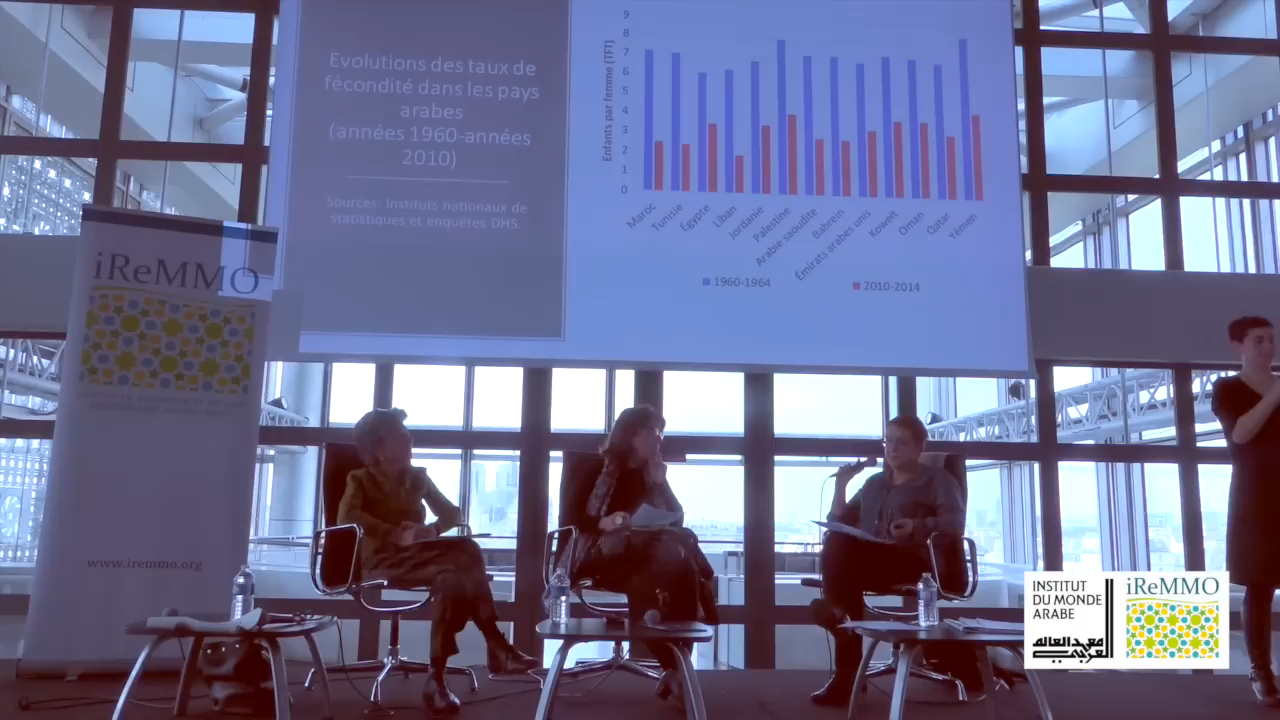 Evolutions des taux de
fécondité dans les pays
arabes
(années 1960-années
2010)
Sources: Instituts nationaux de
statistiques et enquêtes DHS.
Enfants par femme (TFT)
9
8
7
6
5
4
3
2
1
0
Maroc
Tunisie
Égypte
Liban
Jordanie
Palestine
Arabie saoudite
Bahrein
Émirats arabes unis
Koweit
Oman
Qatar
Yémen
1960-1964
2010-2014
iReMMO
www.iremmo.org
INSTITUT
DU MONDE
ARABE
معهد العالم
العربي
iReMMO